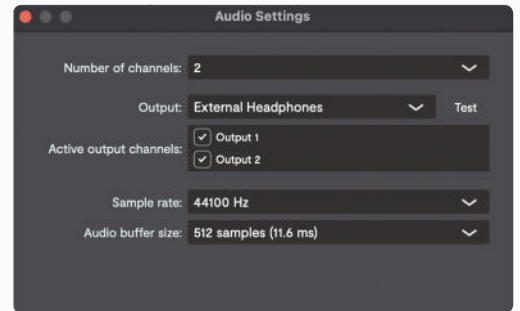 Audio Settings
Number of channels: 2
Output: External Headphones Test
Active output channels:
Output 1
Output 2
Sample rate: 44100 Hz
Audio buffer size: 512 samples (11.6 ms)